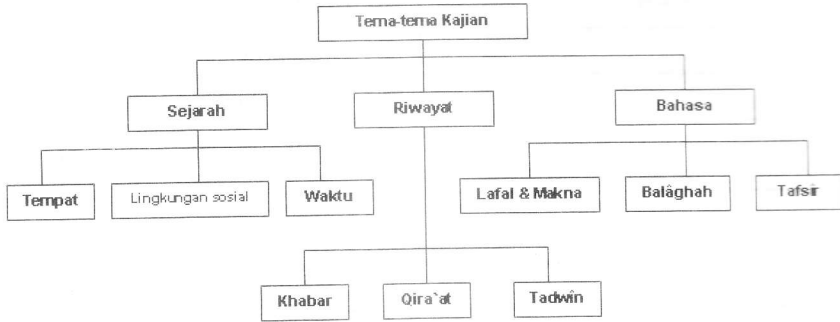 Tema-tema Kajian
Sejarah
Riwayat
Bahasa
Tempat
Lingkungan sosial
Waktu
Lafal & Makna
Balâghah
Tafsir
Khabar
Qira`at
Tadwîn